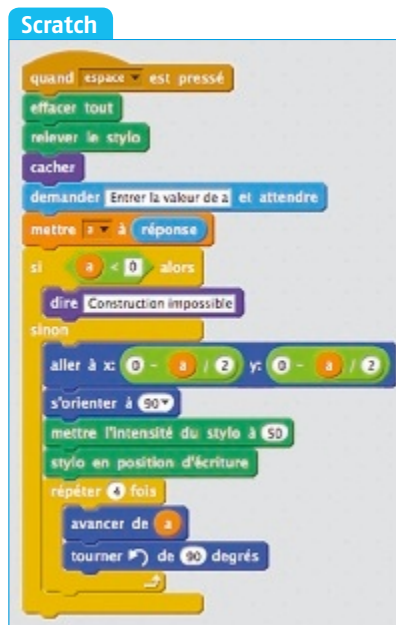 Scratch
quand espace est pressé
effacer tout
relever le stylo
cacher
demander Entrer la valeur de a et attendre
mettre a à réponse
si a < 0 alors
dire Construction impossible
sinon
aller à x: 0 - a / 2 y: 0 - a / 2
s'orienter à 90
mettre l'intensité du stylo à 50
stylo en position d'écriture
répéter 4 fois
avancer de a
tourner de 90 degrés